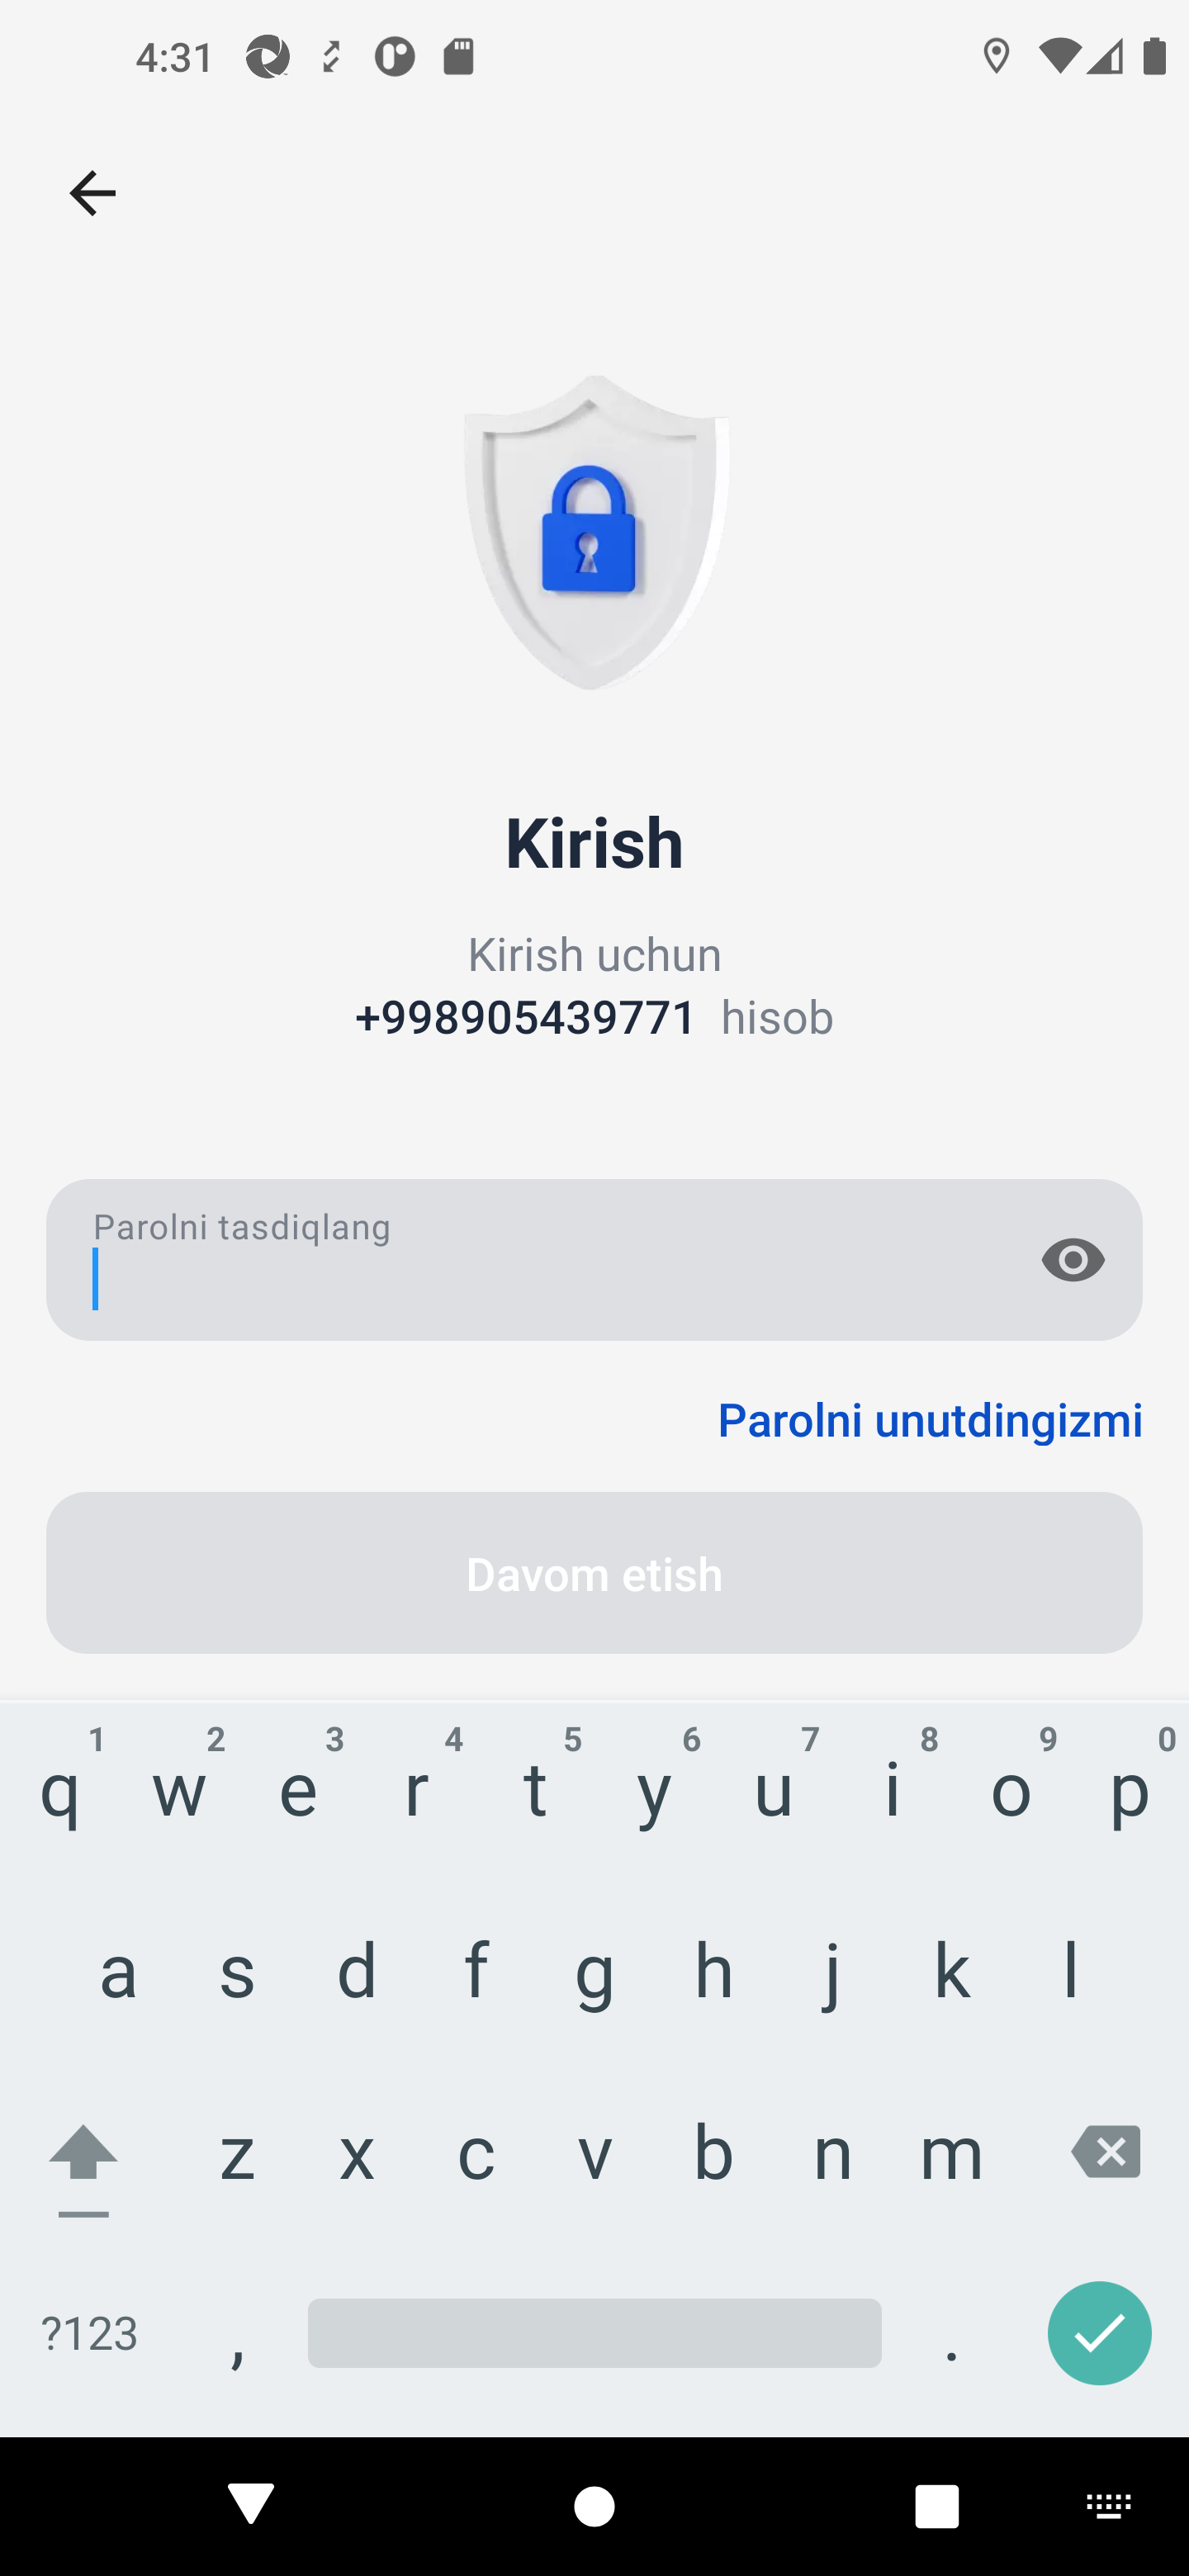 4:31
Kirish
Kirish uchun
+998905439771 hisob
Parolni tasdiqlang
Parolni unutdingizmi
Davom etish
1 2 3 4 5 6 7 8 9 0
q w e r t y u i o p
a s d f g h j k l
z x c v b n m
?123 , .